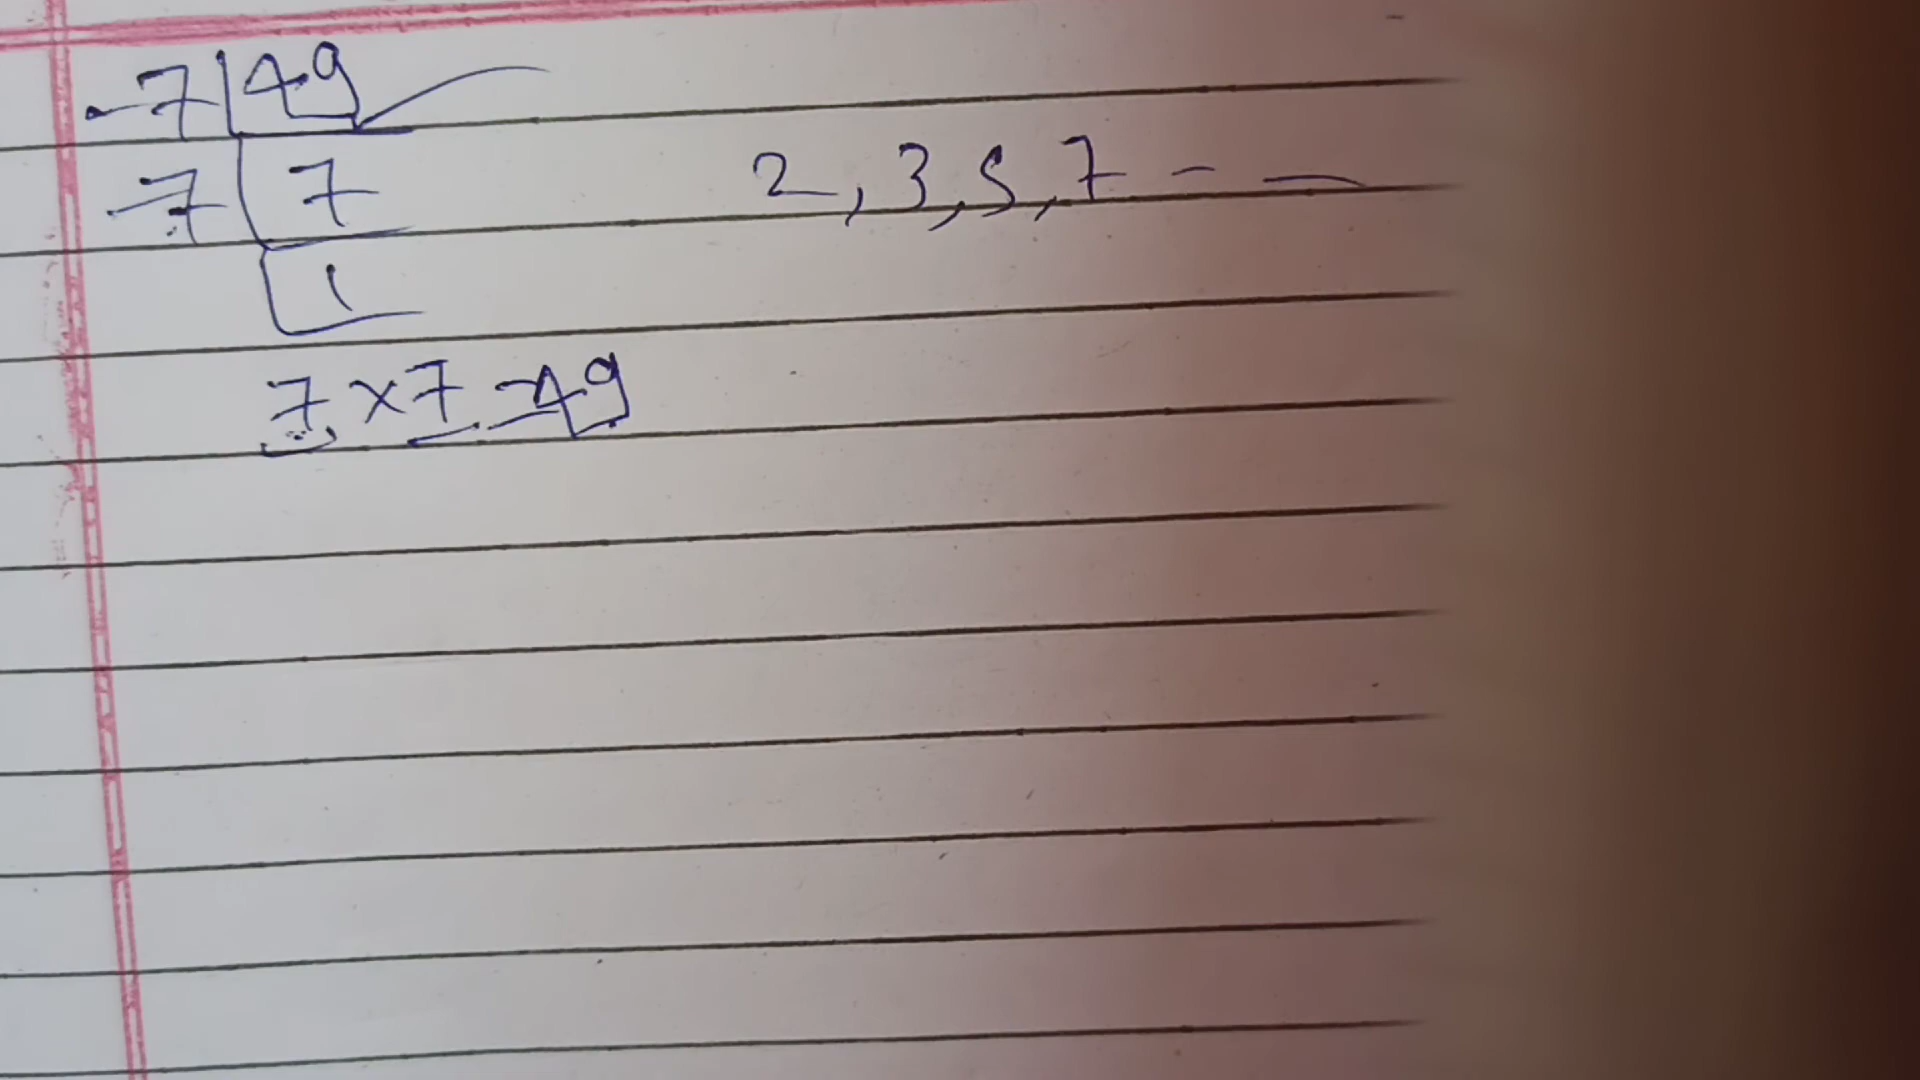 7 | 49
7 | 7
2, 3, 5, 7 - —
1
7 × 7 = 49